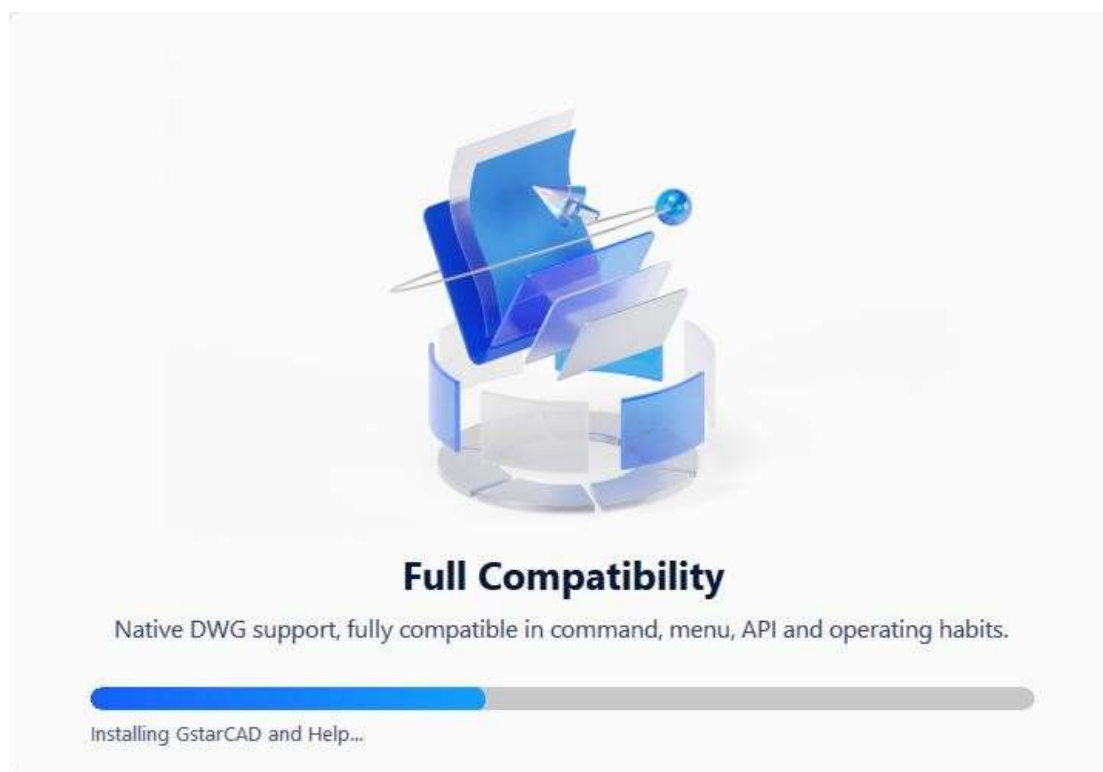 Full Compatibility
Native DWG support, fully compatible in command, menu, API and operating habits.
Installing GstarCAD and Help...